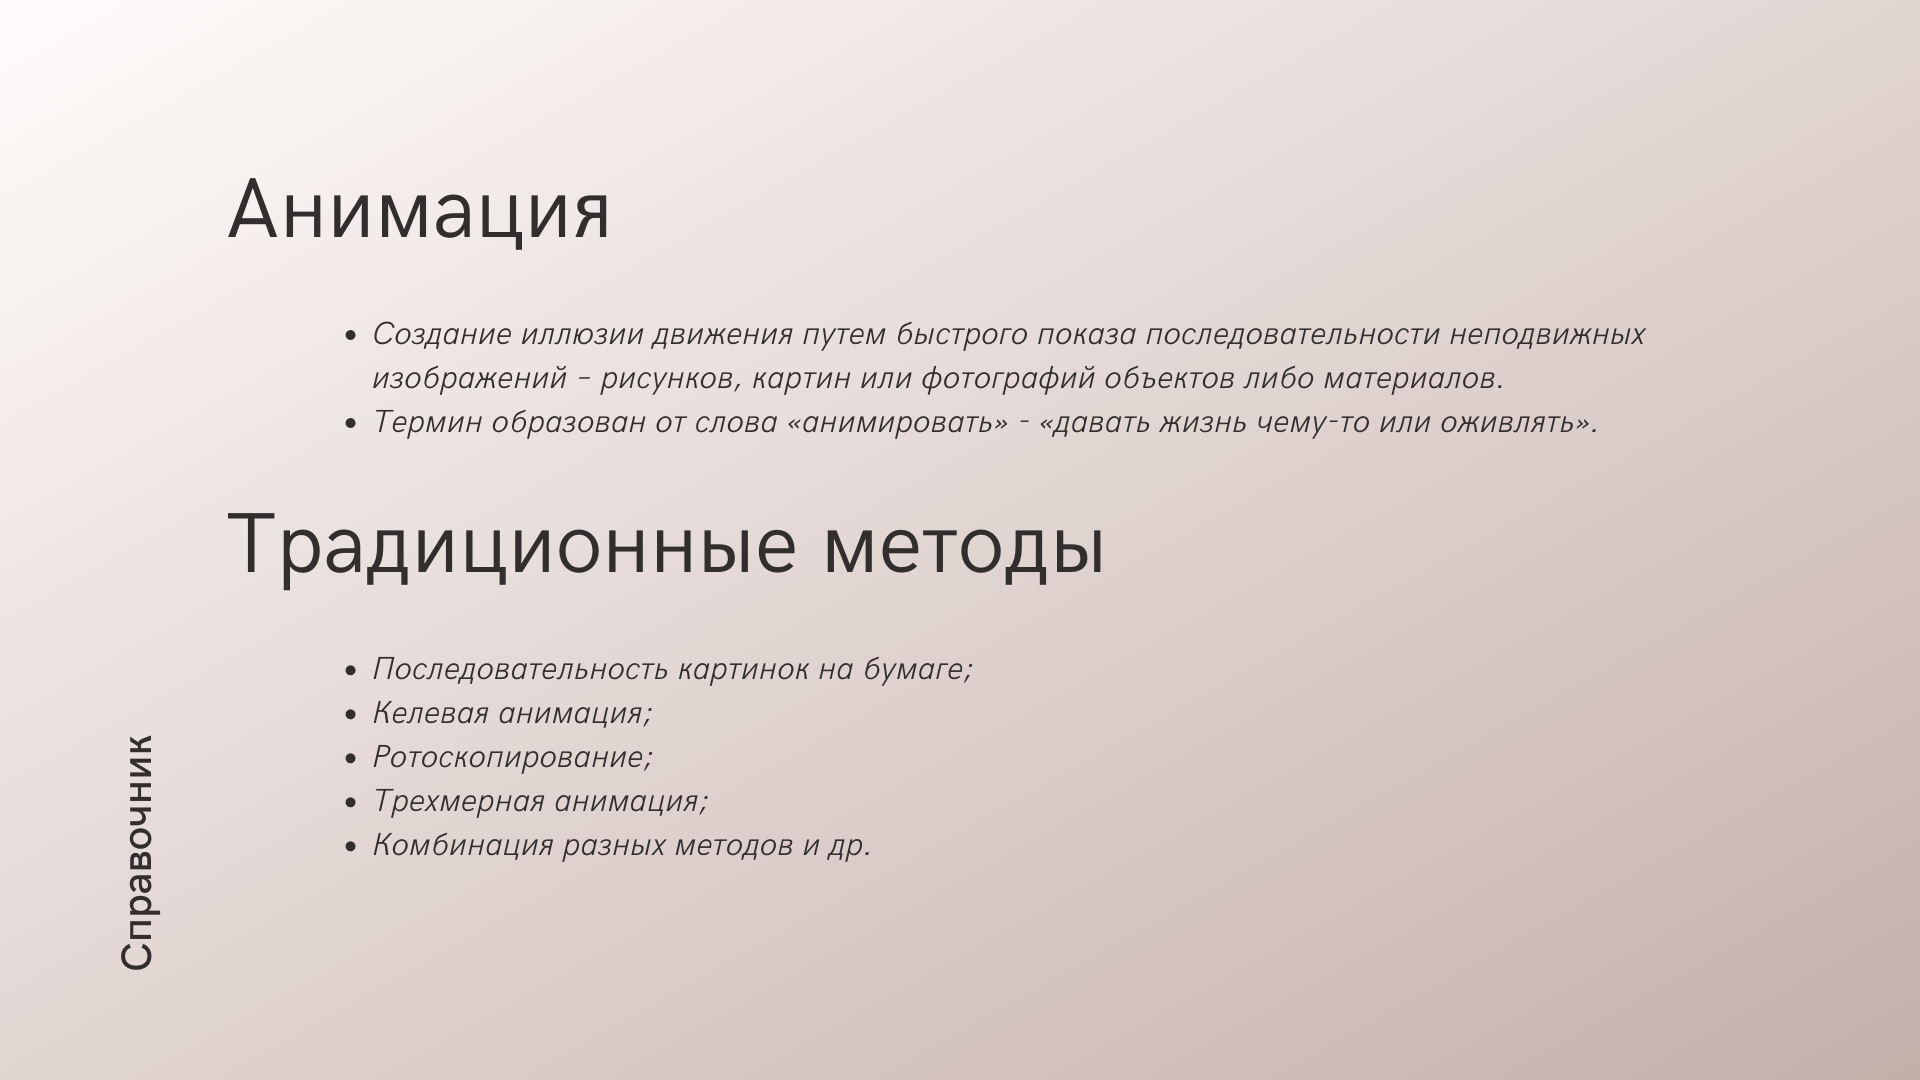 Анимация
• Создание иллюзии движения путем быстрого показа последовательности неподвижных
изображений – рисунков, картин или фотографий объектов либо материалов.
• Термин образован от слова «анимировать» - «давать жизнь чему-то или оживлять».
Традиционные методы
• Последовательность картинок на бумаге;
• Келевая анимация;
• Ротоскопирование;
• Трехмерная анимация;
• Комбинация разных методов и др.
Справочник